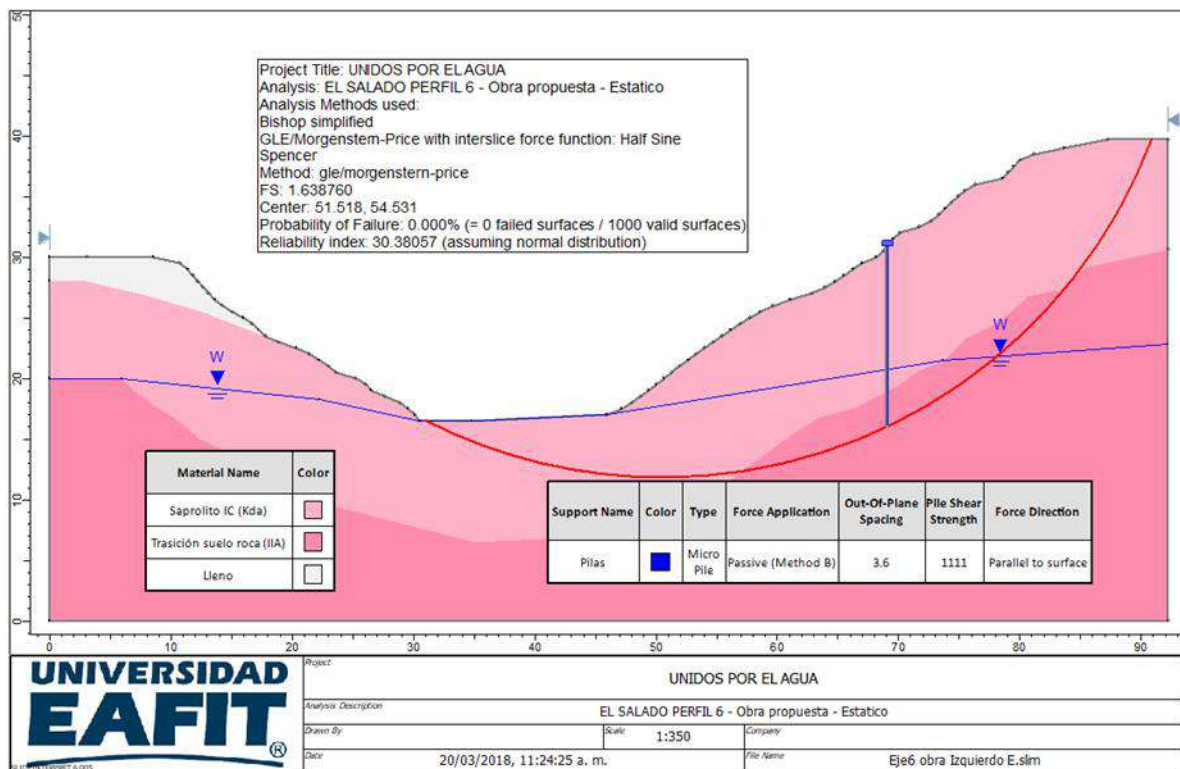 Project Title: UNIDOS POR EL AGUA
Analysis: EL SALADO PERFIL 6 - Obra propuesta - Estatico
Analysis Methods used:
Bishop simplified
GLE/Morgenstern-Price with interslice force function: Half Sine
Spencer
Method: gle/morgenstern-price
FS: 1.638760
Center: 51.518, 54.531
Probability of Failure: 0.000% (= 0 failed surfaces / 1000 valid surfaces)
Reliability index: 30.38057 (assuming normal distribution)
50
40
30
20
10
0
W
W
Material Name Color
Saprolito IC (Kda)
Trasición suelo roca (IIA)
Lleno
Support Name Color Type Force Application Out-Of-Plane Spacing Pile Shear Strength Force Direction
Pilas Micro Pile Passive (Method B) 3.6 1111 Parallel to surface
0 10 20 30 40 50 60 70 80 90
UNIVERSIDAD
EAFIT®
Project
UNIDOS POR EL AGUA
Analysis Description
EL SALADO PERFIL 6 - Obra propuesta - Estatico
Drawn By
Scale 1:350
Company
Date 20/03/2018, 11:24:25 a. m.
File Name Eje6 obra Izquierdo E.slim